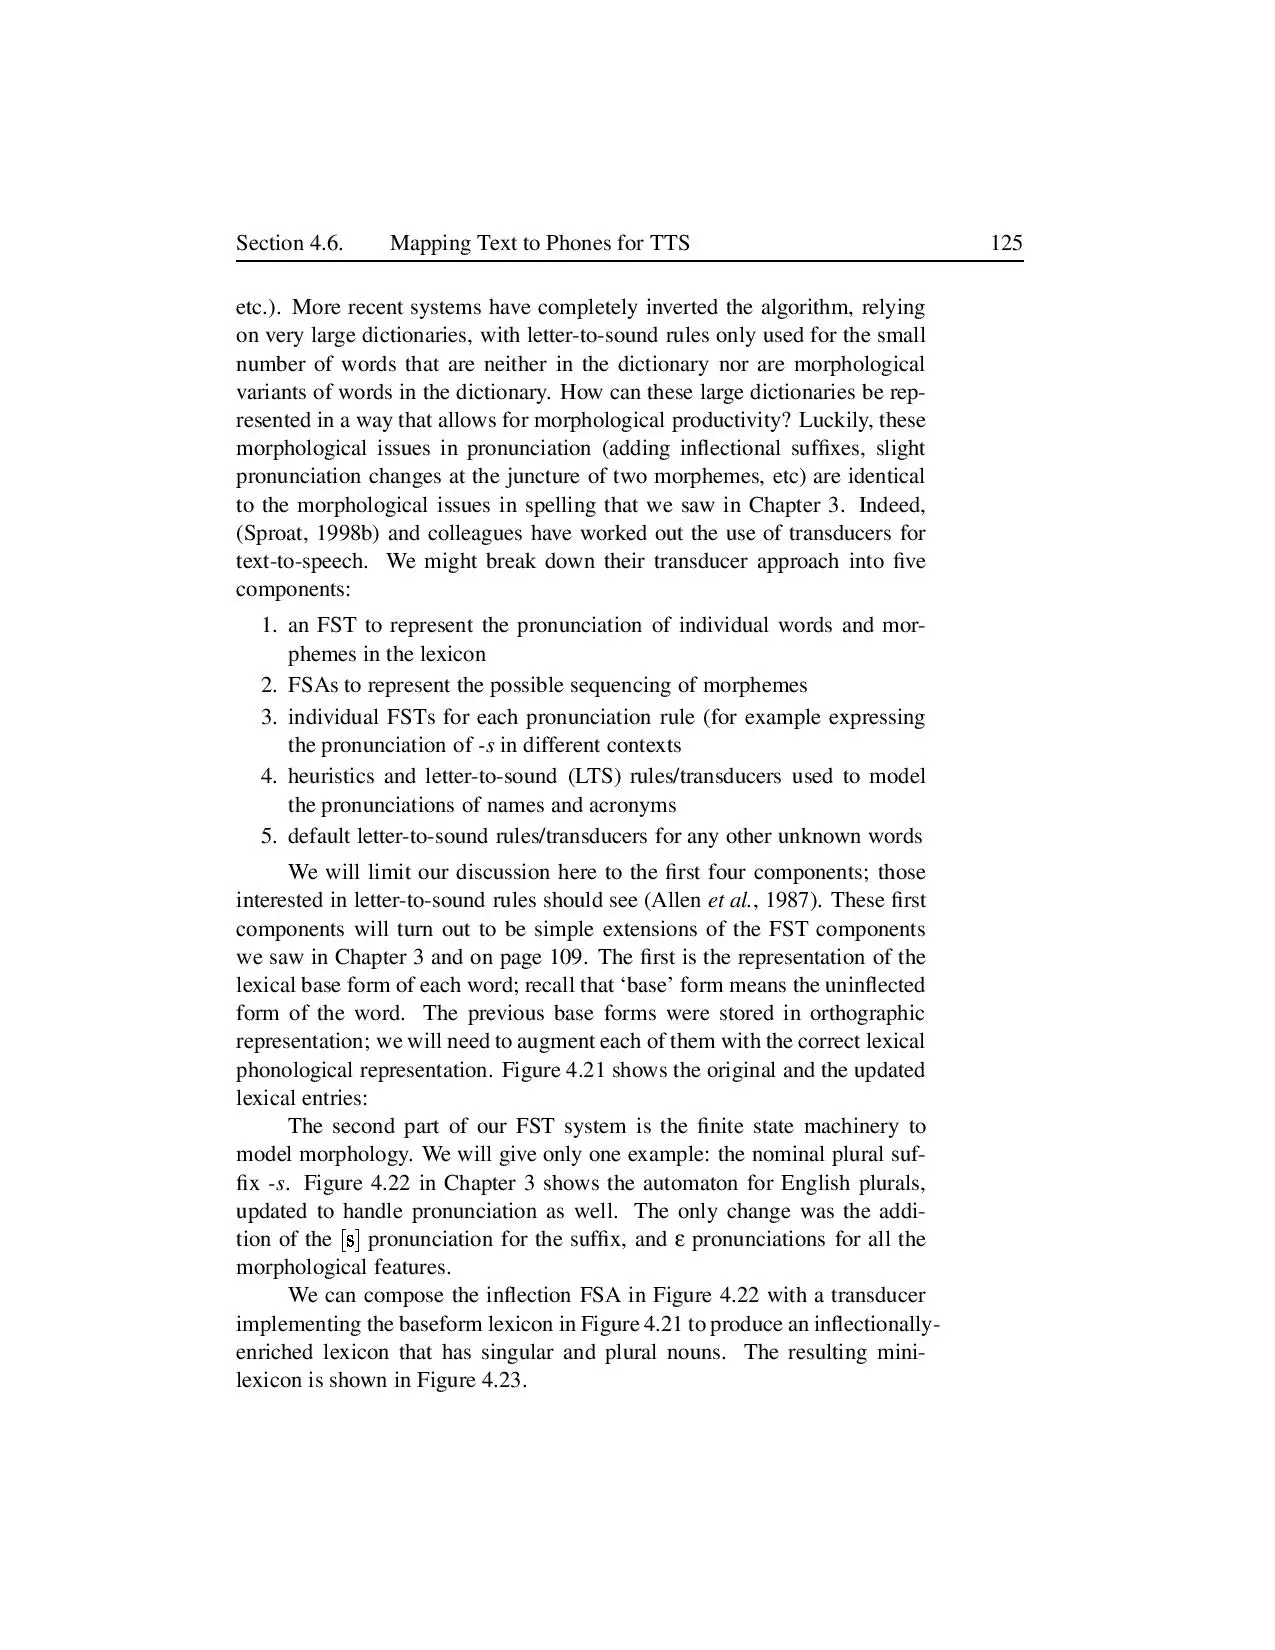 Section 4.6. Mapping Text to Phones for TTS 125
etc.). More recent systems have completely inverted the algorithm, relying
on very large dictionaries, with letter-to-sound rules only used for the small
number of words that are neither in the dictionary nor are morphological
variants of words in the dictionary. How can these large dictionaries be rep-
resented in a way that allows for morphological productivity? Luckily, these
morphological issues in pronunciation (adding inflectional suffixes, slight
pronunciation changes at the juncture of two morphemes, etc) are identical
to the morphological issues in spelling that we saw in Chapter 3. Indeed,
(Sproat, 1998b) and colleagues have worked out the use of transducers for
text-to-speech. We might break down their transducer approach into five
components:
1. an FST to represent the pronunciation of individual words and mor-
phemes in the lexicon
2. FSAs to represent the possible sequencing of morphemes
3. individual FSTs for each pronunciation rule (for example expressing
the pronunciation of -s in different contexts
4. heuristics and letter-to-sound (LTS) rules/transducers used to model
the pronunciations of names and acronyms
5. default letter-to-sound rules/transducers for any other unknown words
We will limit our discussion here to the first four components; those
interested in letter-to-sound rules should see (Allen et al., 1987). These first
components will turn out to be simple extensions of the FST components
we saw in Chapter 3 and on page 109. The first is the representation of the
lexical base form of each word; recall that ‘base’ form means the uninflected
form of the word. The previous base forms were stored in orthographic
representation; we will need to augment each of them with the correct lexical
phonological representation. Figure 4.21 shows the original and the updated
lexical entries:
The second part of our FST system is the finite state machinery to
model morphology. We will give only one example: the nominal plural suf-
fix -s. Figure 4.22 in Chapter 3 shows the automaton for English plurals,
updated to handle pronunciation as well. The only change was the addi-
tion of the [s] pronunciation for the suffix, and ε pronunciations for all the
morphological features.
We can compose the inflection FSA in Figure 4.22 with a transducer
implementing the baseform lexicon in Figure 4.21 to produce an inflectionally-
enriched lexicon that has singular and plural nouns. The resulting mini-
lexicon is shown in Figure 4.23.